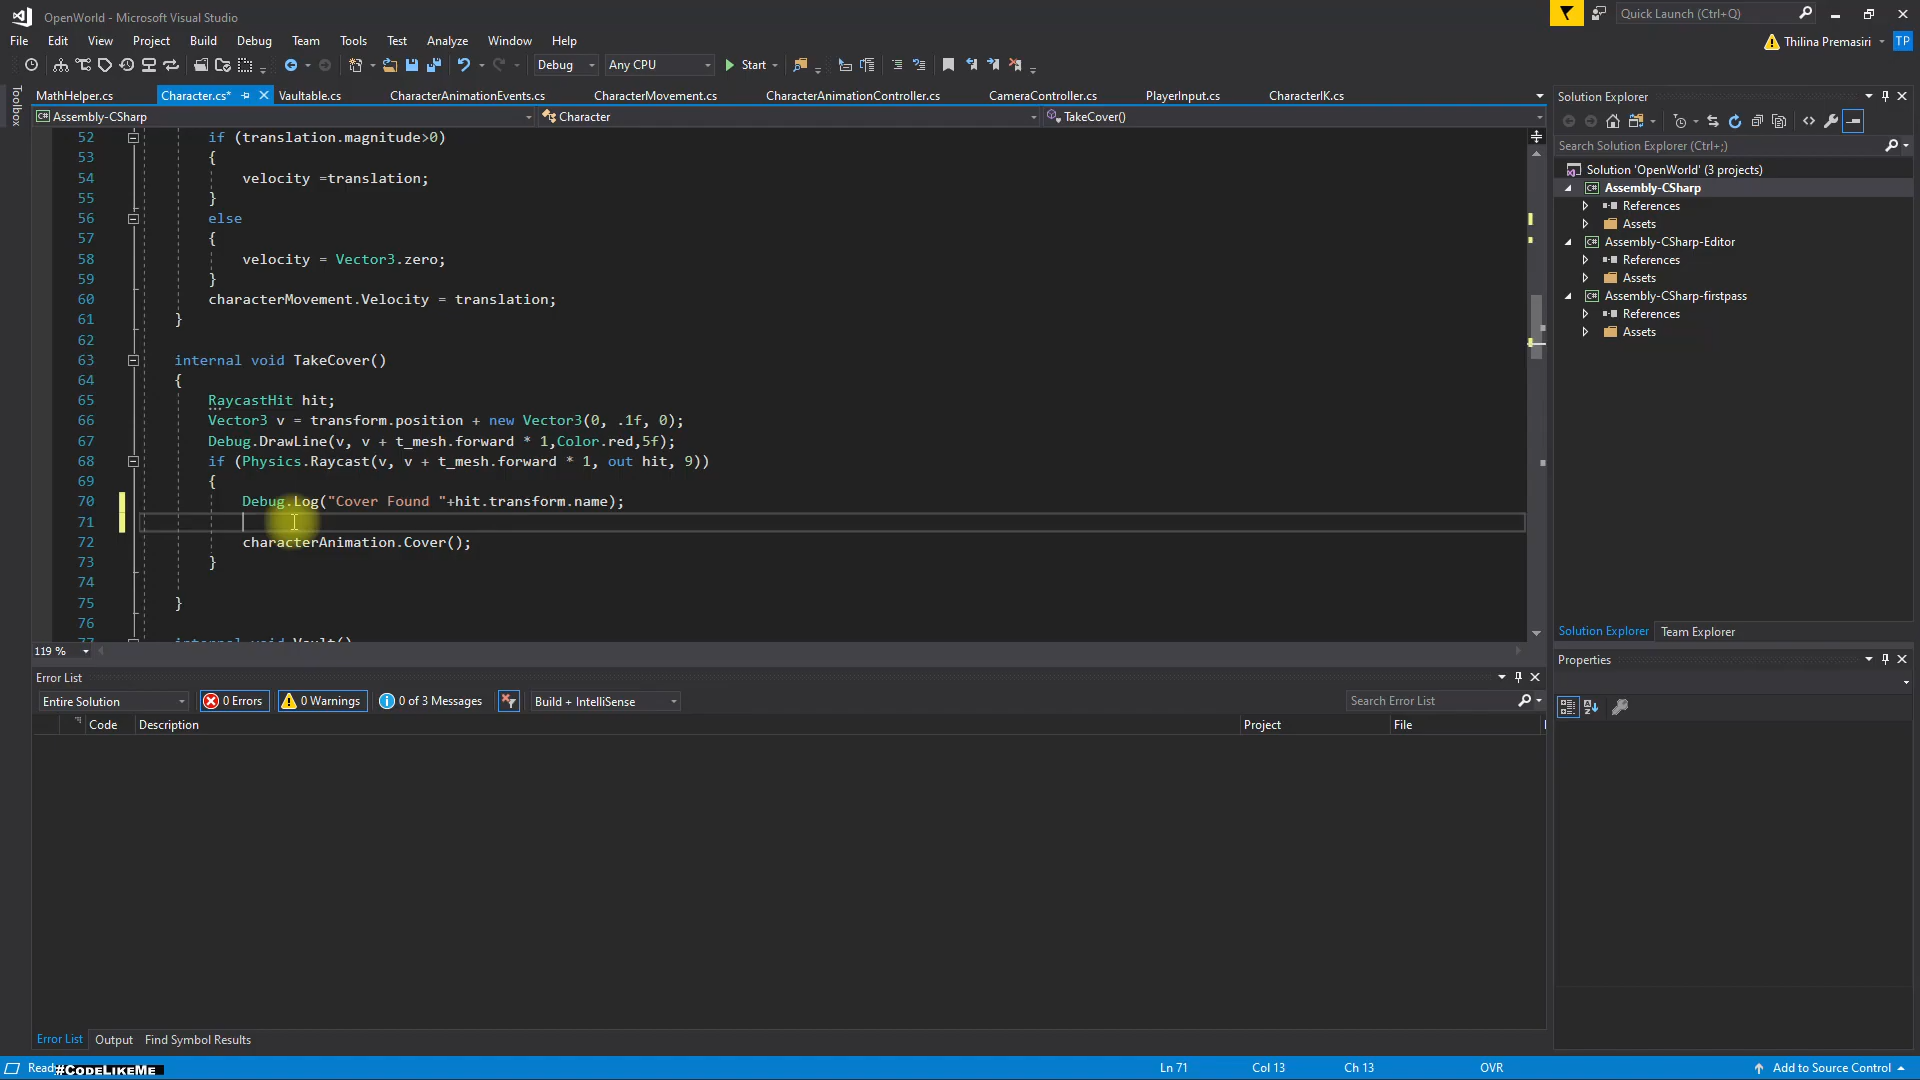 OpenWorld - Microsoft Visual Studio
Quick Launch (Ctrl+Q)
File Edit View Project Build Debug Team Tools Test Analyze Window Help
Thilina Premasiri TP
Debug Any CPU Start
Toolbox
MathHelper.cs Character.cs* Vaultable.cs CharacterAnimationEvents.cs CharacterMovement.cs CharacterAnimationController.cs CameraController.cs PlayerInput.cs CharacterIK.cs
Assembly-CSharp Character TakeCover()
52 if (translation.magnitude>0)
53 {
54 velocity =translation;
55 }
56 else
57 {
58 velocity = Vector3.zero;
59 }
60 characterMovement.Velocity = translation;
61 }
62
63 internal void TakeCover()
64 {
65 RaycastHit hit;
66 Vector3 v = transform.position + new Vector3(0, .1f, 0);
67 Debug.DrawLine(v, v + t_mesh.forward * 1,Color.red,5f);
68 if (Physics.Raycast(v, v + t_mesh.forward * 1, out hit, 9))
69 {
70 Debug.Log("Cover Found "+hit.transform.name);
71
72 characterAnimation.Cover();
73 }
74
75 }
76
77 internal void Vault()
119 %
Solution Explorer
Search Solution Explorer (Ctrl+;)
Solution 'OpenWorld' (3 projects)
Assembly-CSharp
References
Assets
Assembly-CSharp-Editor
References
Assets
Assembly-CSharp-firstpass
References
Assets
Solution Explorer Team Explorer
Properties
Error List
Entire Solution 0 Errors 0 Warnings 0 of 3 Messages Build + IntelliSense Search Error List
Code Description Project File
Error List Output Find Symbol Results
Ready #CodeLikeMe Ln 71 Col 13 Ch 13 OVR Add to Source Control